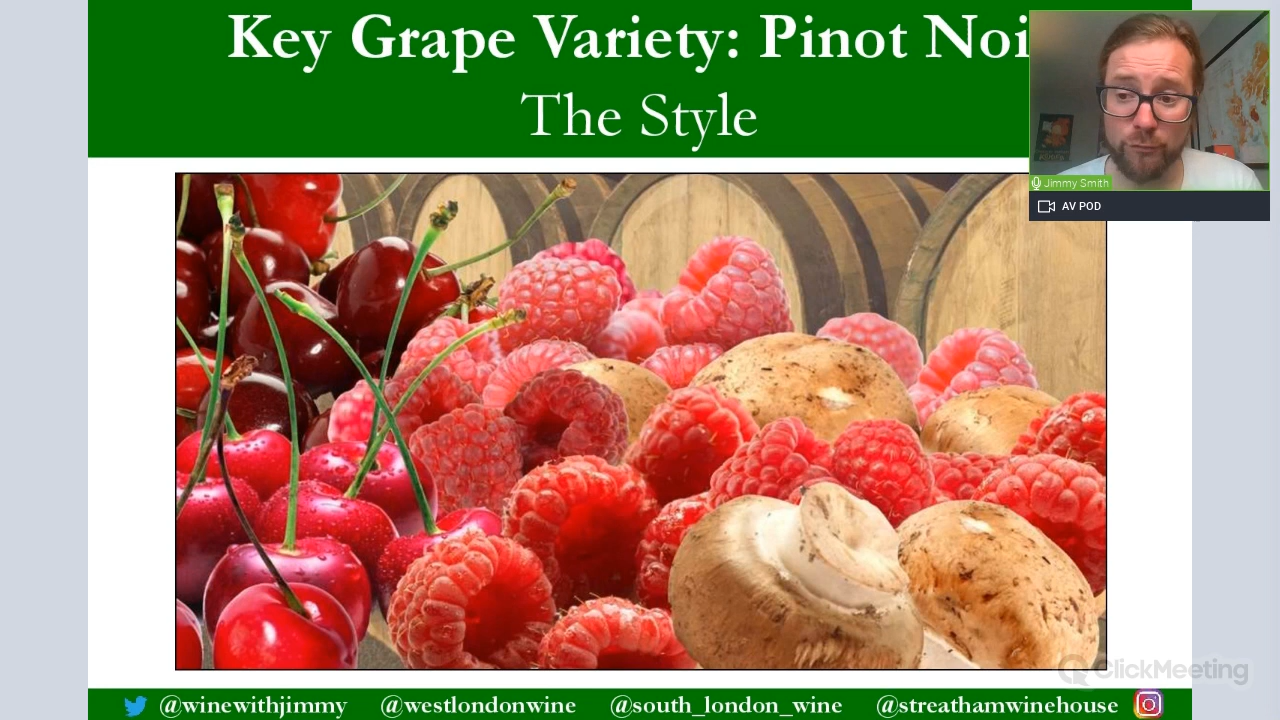 Key Grape Variety: Pinot Noi
The Style
Jimmy Smith
AV POD
ClickMeeting
@winewithjimmy @westlondonwine @south_london_wine @streathamwinehouse